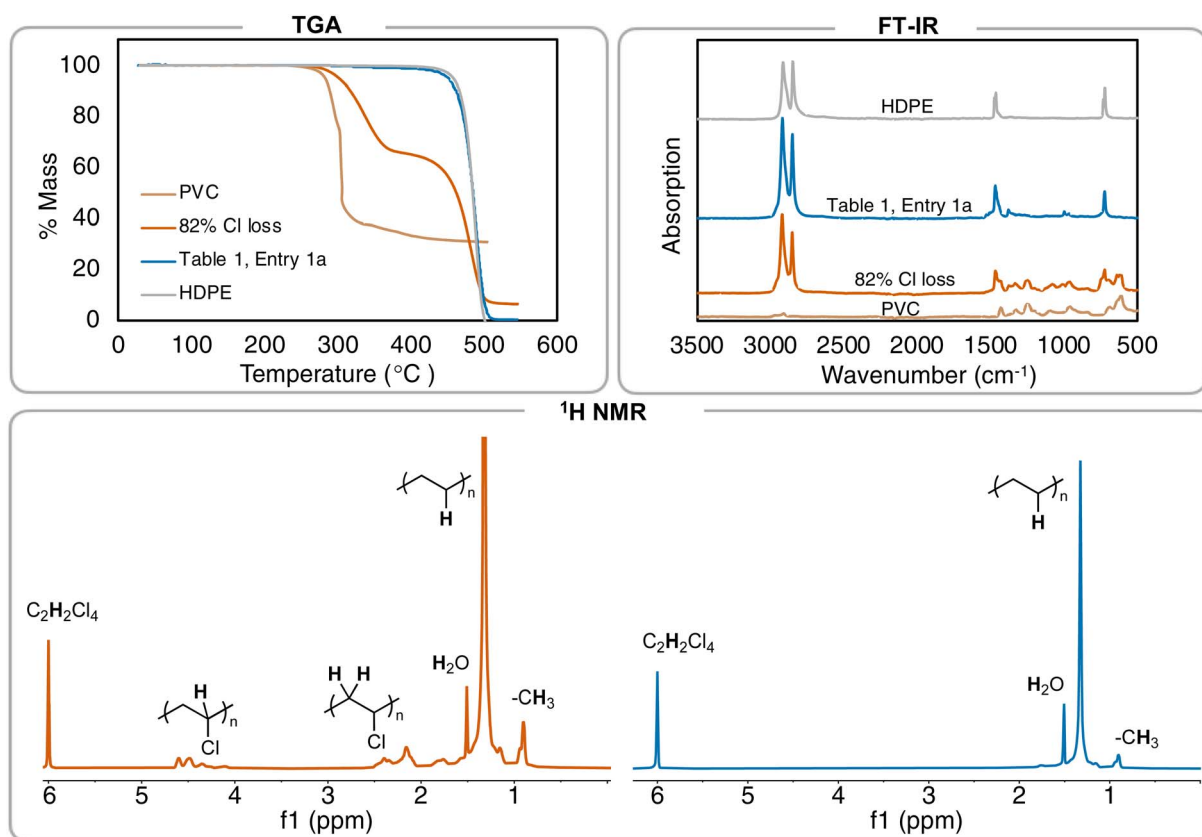 TGA
100
80
60
40
20
0
% Mass
PVC
82% Cl loss
Table 1, Entry 1a
HDPE
0 100 200 300 400 500 600
Temperature (°C )
FT-IR
Absorption
HDPE
Table 1, Entry 1a
82% Cl loss
PVC
3500 3000 2500 2000 1500 1000 500
Wavenumber (cm⁻¹)
¹H NMR
n
H
C₂H₂Cl₄
H
n
Cl
H H
n
Cl
H₂O
-CH₃
6 5 4 3 2 1
f1 (ppm)
n
H
C₂H₂Cl₄
H₂O
-CH₃
6 5 4 3 2 1
f1 (ppm)